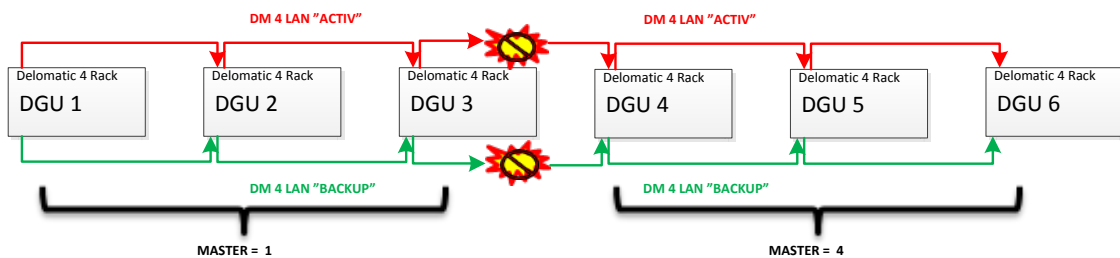 DM 4 LAN ”ACTIV”
DM 4 LAN ”ACTIV”
Delomatic 4 Rack
DGU 1
Delomatic 4 Rack
DGU 2
Delomatic 4 Rack
DGU 3
Delomatic 4 Rack
DGU 4
Delomatic 4 Rack
DGU 5
Delomatic 4 Rack
DGU 6
DM 4 LAN ”BACKUP”
DM 4 LAN ”BACKUP”
MASTER = 1
MASTER = 4